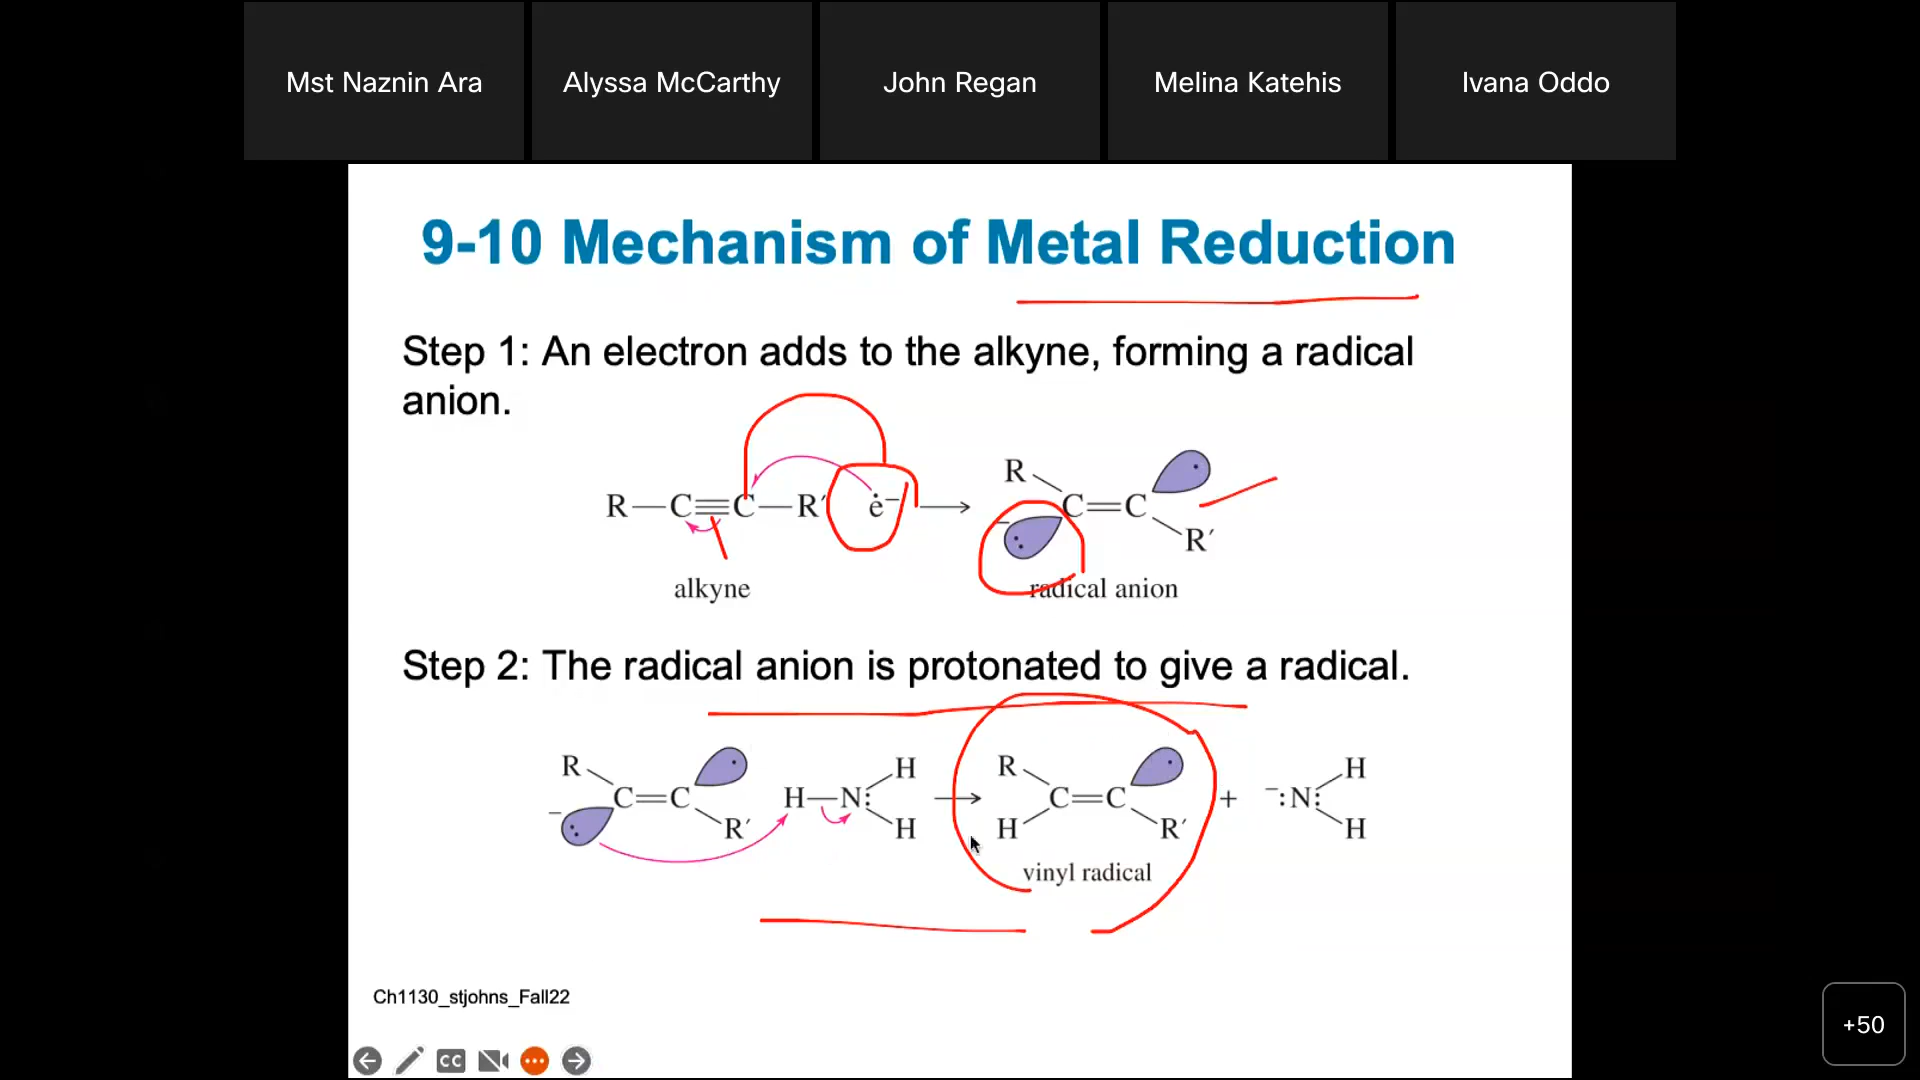 Mst Naznin Ara
Alyssa McCarthy
John Regan
Melina Katehis
Ivana Oddo
9-10 Mechanism of Metal Reduction
Step 1: An electron adds to the alkyne, forming a radical
anion.
R—C≡C—R′ ė⁻ →
R
C=C
−
R′
alkyne
radical anion
Step 2: The radical anion is protonated to give a radical.
R
C=C
−
R′
H
H—N:
H
→
R
C=C
H
R′
vinyl radical
+
H
⁻:N:
H
Ch1130_stjohns_Fall22
CC
+50